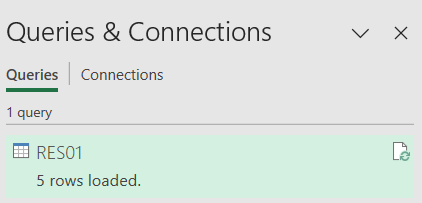 Queries & Connections
Queries | Connections
1 query
RES01
5 rows loaded.